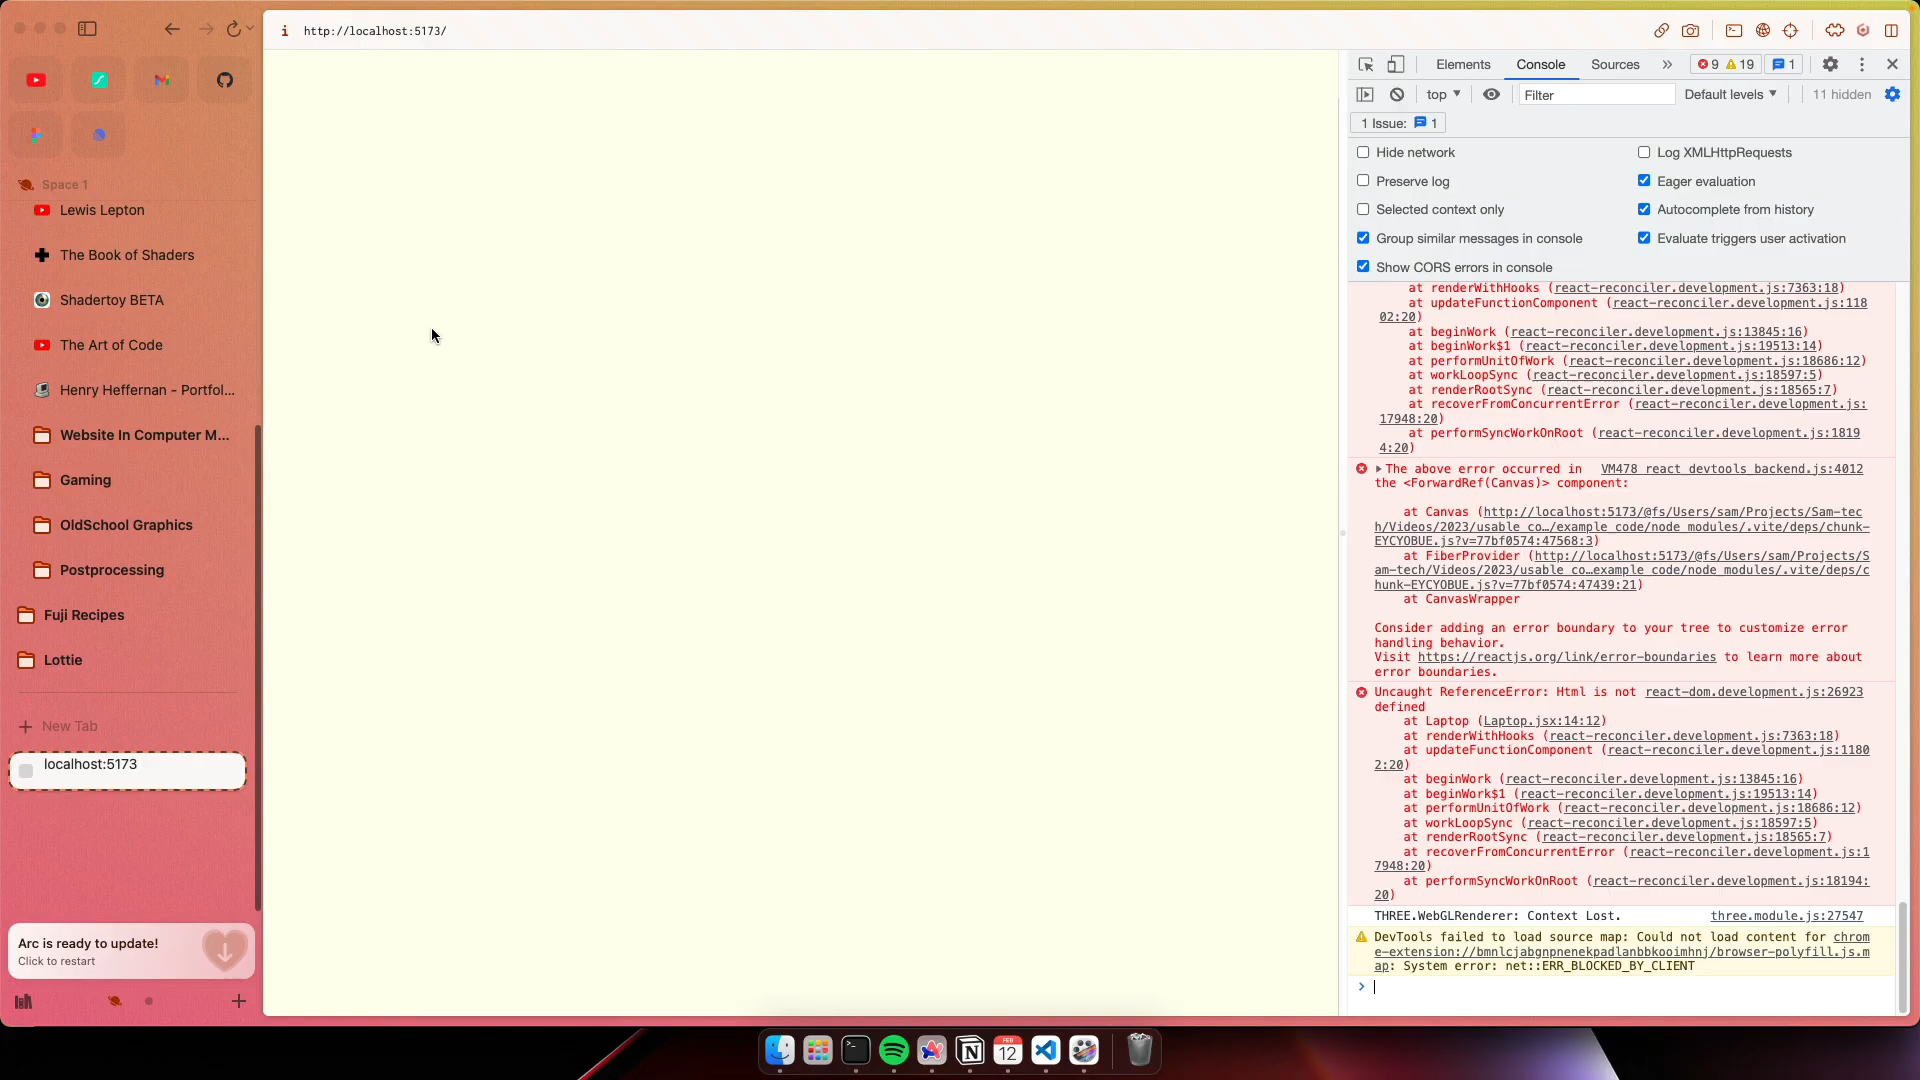 http://localhost:5173/
Space 1
Lewis Lepton
The Book of Shaders
Shadertoy BETA
The Art of Code
Henry Heffernan - Portfol...
Website In Computer M...
Gaming
OldSchool Graphics
Postprocessing
Fuji Recipes
Lottie
New Tab
localhost:5173
Arc is ready to update!
Click to restart
Elements Console Sources 9 19 1
top Filter Default levels 11 hidden
1 Issue: 1
Hide network Log XMLHttpRequests
Preserve log Eager evaluation
Selected context only Autocomplete from history
Group similar messages in console Evaluate triggers user activation
Show CORS errors in console
at renderWithHooks (react-reconciler.development.js:7363:18)
at updateFunctionComponent (react-reconciler.development.js:118
02:20)
at beginWork (react-reconciler.development.js:13845:16)
at beginWork$1 (react-reconciler.development.js:19513:14)
at performUnitOfWork (react-reconciler.development.js:18686:12)
at workLoopSync (react-reconciler.development.js:18597:5)
at renderRootSync (react-reconciler.development.js:18565:7)
at recoverFromConcurrentError (react-reconciler.development.js:
17948:20)
at performSyncWorkOnRoot (react-reconciler.development.js:1819
4:20)
The above error occurred in VM478 react_devtools_backend.js:4012
the <ForwardRef(Canvas)> component:
at Canvas (http://localhost:5173/@fs/Users/sam/Projects/Sam-tec
h/Videos/2023/usable_co…/example_code/node_modules/.vite/deps/chunk-
EYCYOBUE.js?v=77bf0574:47568:3)
at FiberProvider (http://localhost:5173/@fs/Users/sam/Projects/S
am-tech/Videos/2023/usable_co…example_code/node_modules/.vite/deps/c
hunk-EYCYOBUE.js?v=77bf0574:47439:21)
at CanvasWrapper
Consider adding an error boundary to your tree to customize error
handling behavior.
Visit https://reactjs.org/link/error-boundaries to learn more about
error boundaries.
Uncaught ReferenceError: Html is not react-dom.development.js:26923
defined
at Laptop (Laptop.jsx:14:12)
at renderWithHooks (react-reconciler.development.js:7363:18)
at updateFunctionComponent (react-reconciler.development.js:1180
2:20)
at beginWork (react-reconciler.development.js:13845:16)
at beginWork$1 (react-reconciler.development.js:19513:14)
at performUnitOfWork (react-reconciler.development.js:18686:12)
at workLoopSync (react-reconciler.development.js:18597:5)
at renderRootSync (react-reconciler.development.js:18565:7)
at recoverFromConcurrentError (react-reconciler.development.js:1
7948:20)
at performSyncWorkOnRoot (react-reconciler.development.js:18194:
20)
THREE.WebGLRenderer: Context Lost. three.module.js:27547
DevTools failed to load source map: Could not load content for chrom
e-extension://bmnlcjabgnpnenekpadlanbbkooimhnj/browser-polyfill.js.m
ap: System error: net::ERR_BLOCKED_BY_CLIENT
FEB
12